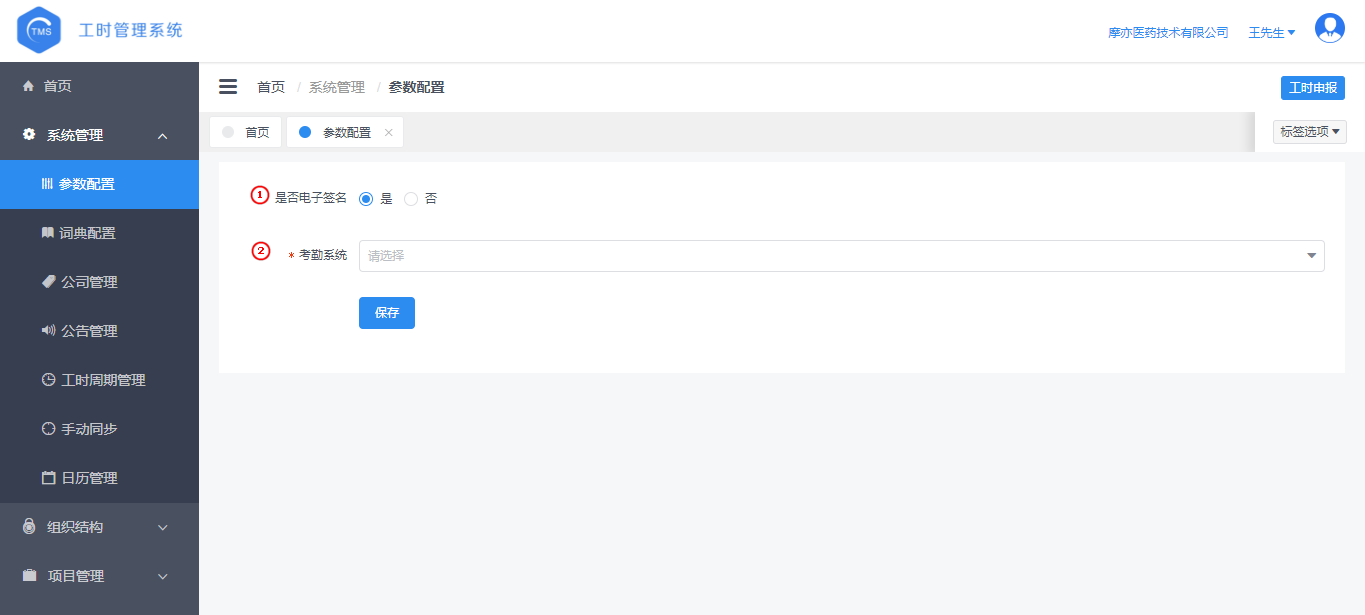 TMS 工时管理系统
摩亦医药技术有限公司 王先生
首页
系统管理
参数配置
词典配置
公司管理
公告管理
工时周期管理
手动同步
日历管理
组织结构
项目管理
首页 / 系统管理 / 参数配置
工时申报
首页 参数配置
标签选项
1 是否电子签名 是 否
2 * 考勤系统 请选择
保存